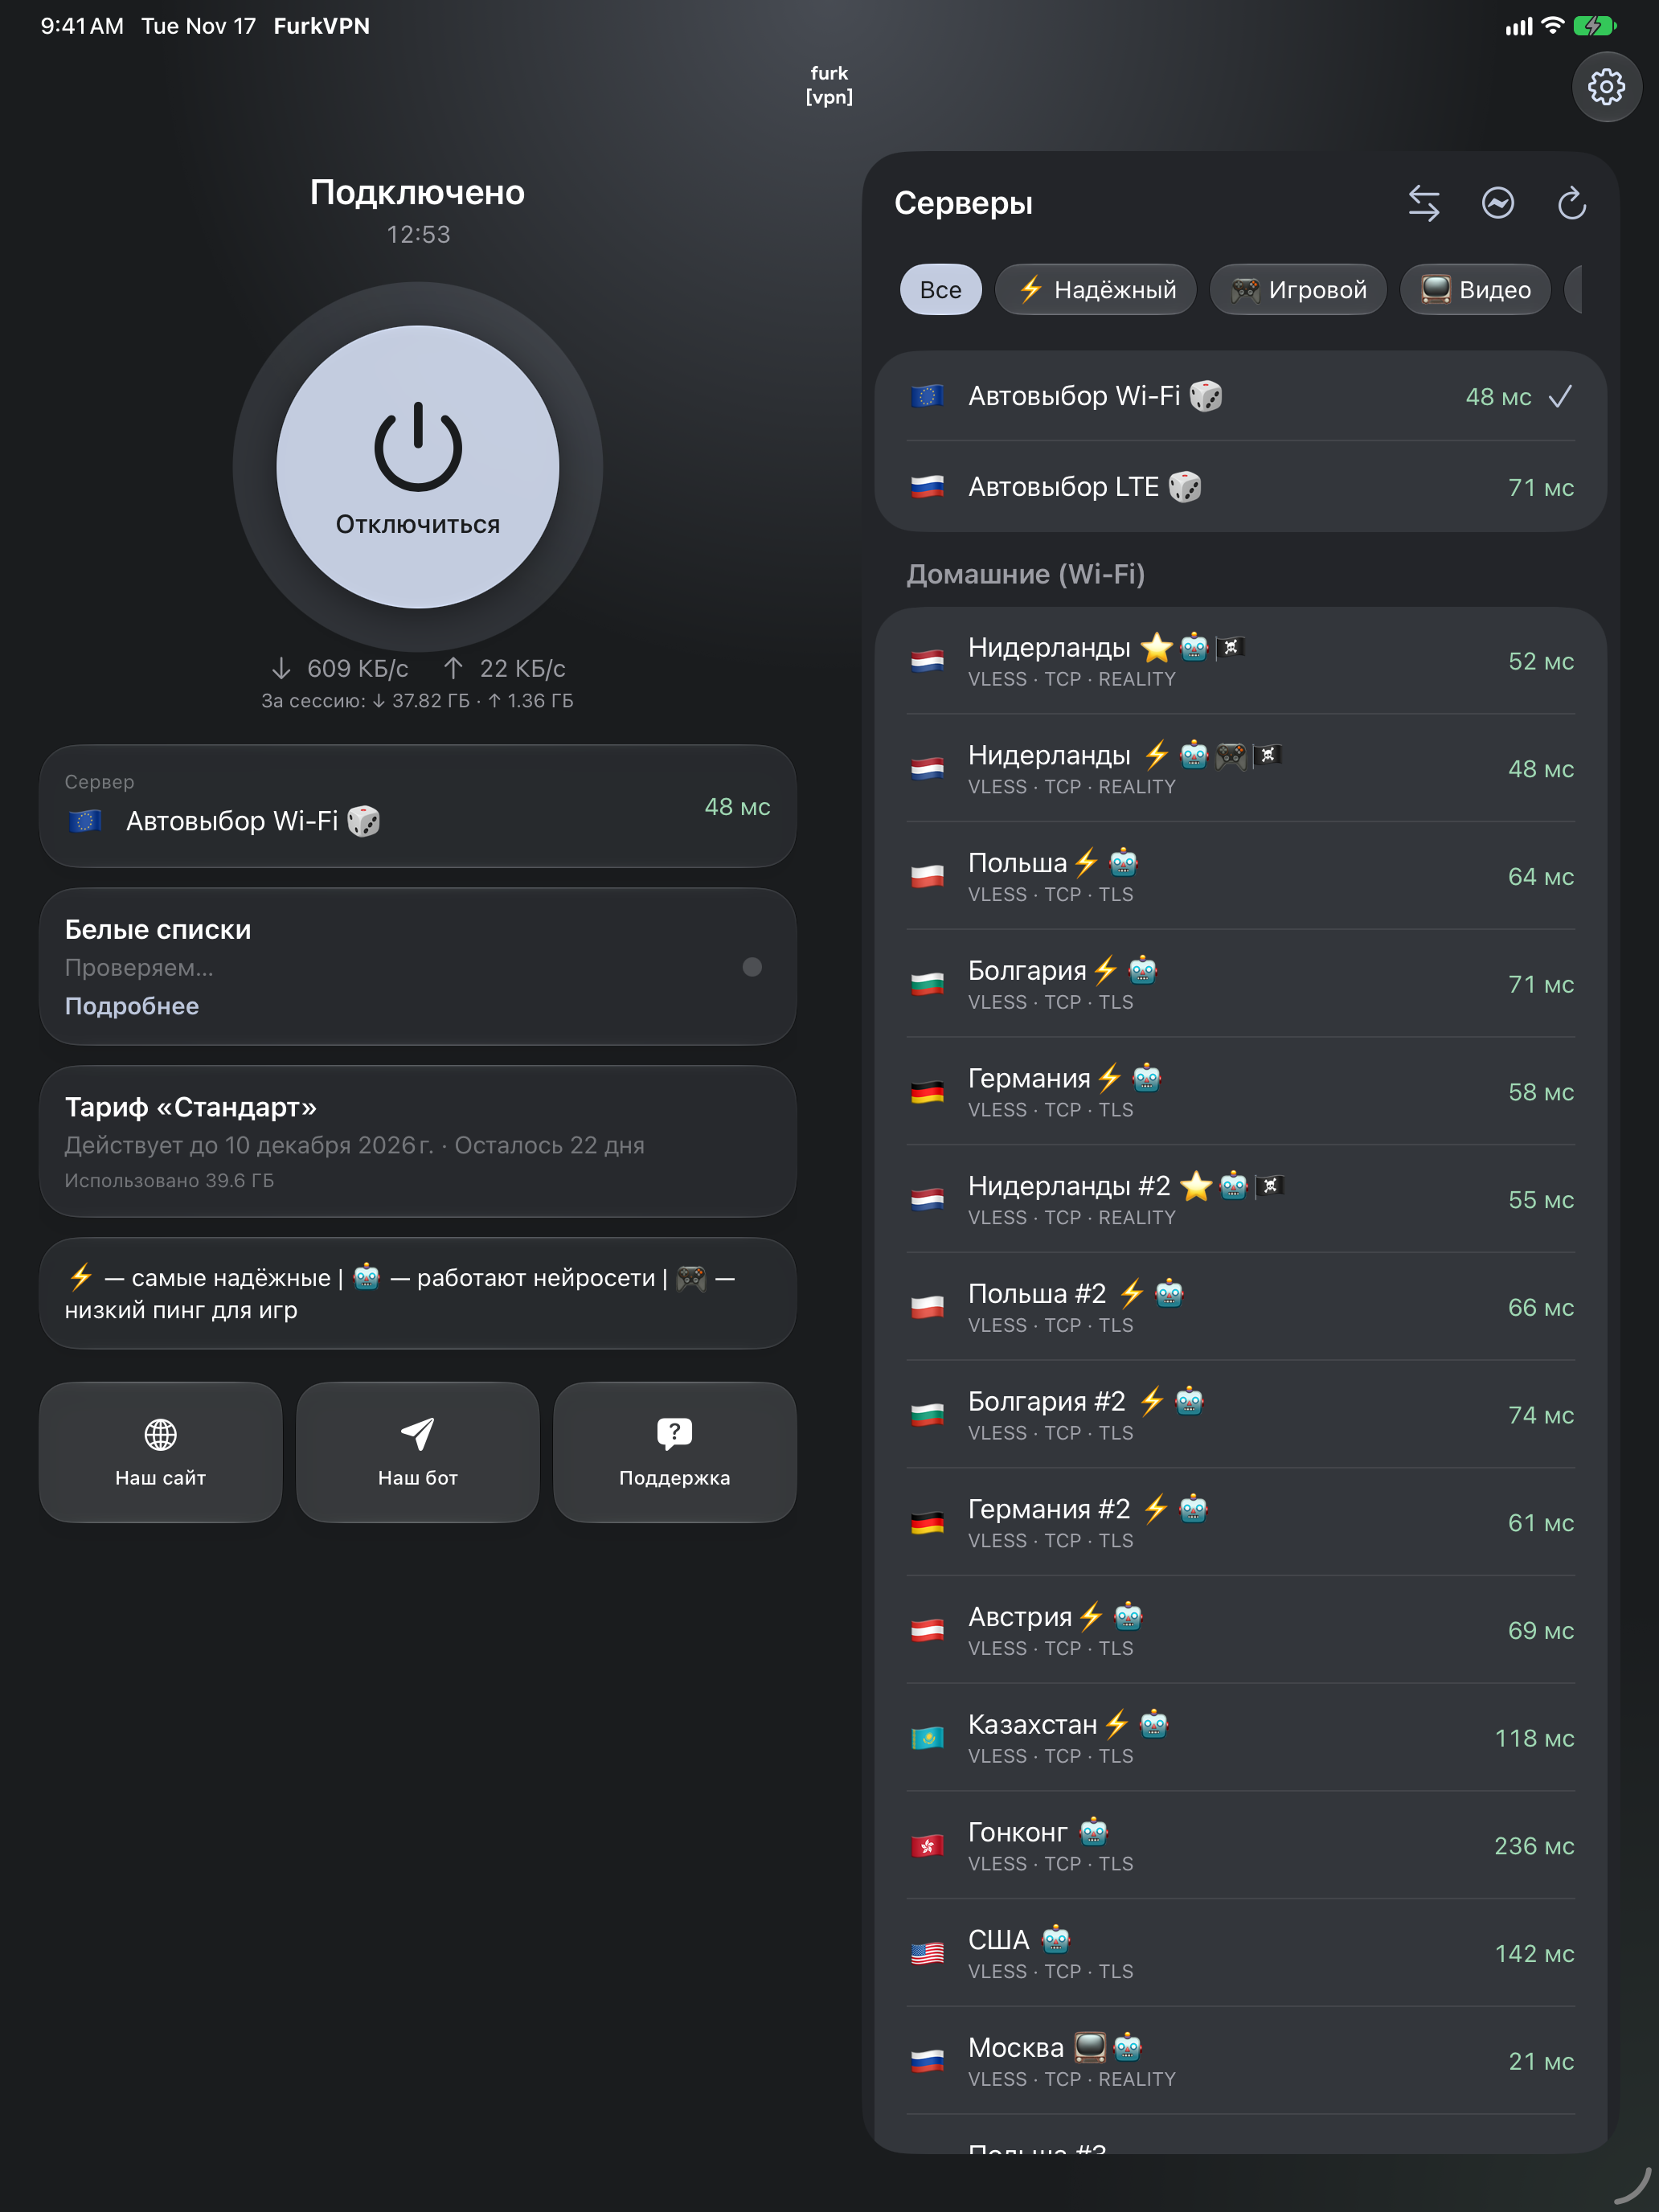 9:41 AM Tue Nov 17 FurkVPN
furk
[vpn]
Подключено
12:53
Отключиться
↓ 609 КБ/с ↑ 22 КБ/с
За сессию: ↓ 37.82 ГБ · ↑ 1.36 ГБ
Сервер
🇪🇺 Автовыбор Wi-Fi 🎲
48 мс
Белые списки
Проверяем...
Подробнее
Тариф «Стандарт»
Действует до 10 декабря 2026 г. · Осталось 22 дня
Использовано 39.6 ГБ
⚡ — самые надёжные | 🤖 — работают нейросети | 🎮 —
низкий пинг для игр
Наш сайт
Наш бот
Поддержка
Серверы
Все ⚡ Надёжный 🎮 Игровой 📺 Видео
🇪🇺 Автовыбор Wi-Fi 🎲 48 мс ✓
🇷🇺 Автовыбор LTE 🎲 71 мс
Домашние (Wi-Fi)
🇳🇱 Нидерланды ⭐🤖🏴‍☠️
VLESS · TCP · REALITY
52 мс
🇳🇱 Нидерланды ⚡🤖🎮🏴‍☠️
VLESS · TCP · REALITY
48 мс
🇵🇱 Польша⚡🤖
VLESS · TCP · TLS
64 мс
🇧🇬 Болгария⚡🤖
VLESS · TCP · TLS
71 мс
🇩🇪 Германия⚡🤖
VLESS · TCP · TLS
58 мс
🇳🇱 Нидерланды #2 ⭐🤖🏴‍☠️
VLESS · TCP · REALITY
55 мс
🇵🇱 Польша #2 ⚡🤖
VLESS · TCP · TLS
66 мс
🇧🇬 Болгария #2 ⚡🤖
VLESS · TCP · TLS
74 мс
🇩🇪 Германия #2 ⚡🤖
VLESS · TCP · TLS
61 мс
🇦🇹 Австрия⚡🤖
VLESS · TCP · TLS
69 мс
🇰🇿 Казахстан⚡🤖
VLESS · TCP · TLS
118 мс
🇭🇰 Гонконг 🤖
VLESS · TCP · TLS
236 мс
🇺🇸 США 🤖
VLESS · TCP · TLS
142 мс
🇷🇺 Москва 📺🤖
VLESS · TCP · REALITY
21 мс
Польша #3